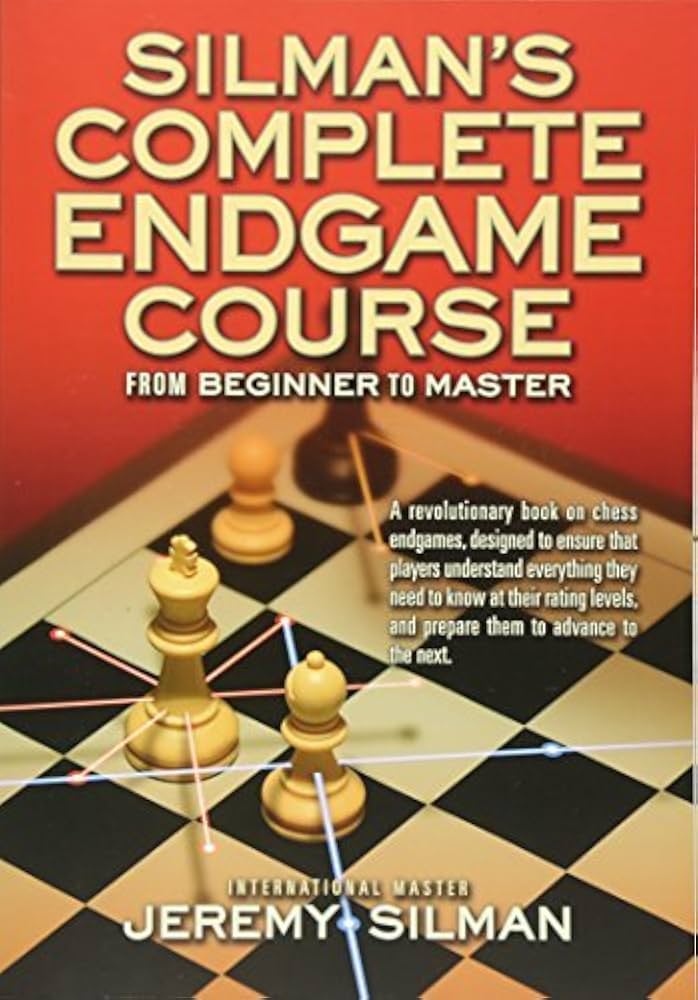 SILMAN'S
COMPLETE
ENDGAME
COURSE
FROM BEGINNER TO MASTER
A revolutionary book on chess
endgames, designed to ensure that
players understand everything they
need to know at their rating levels,
and prepare them to advance to
the next.
INTERNATIONAL MASTER
JEREMY SILMAN